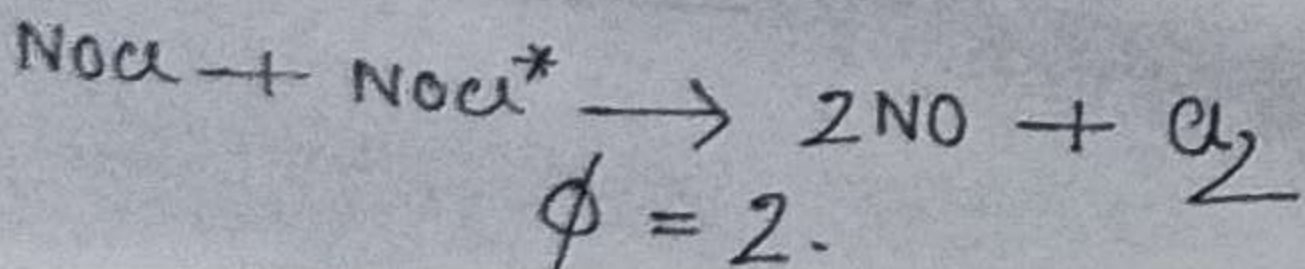 NOCl + NOCl* → 2NO + Cl₂
ϕ = 2.